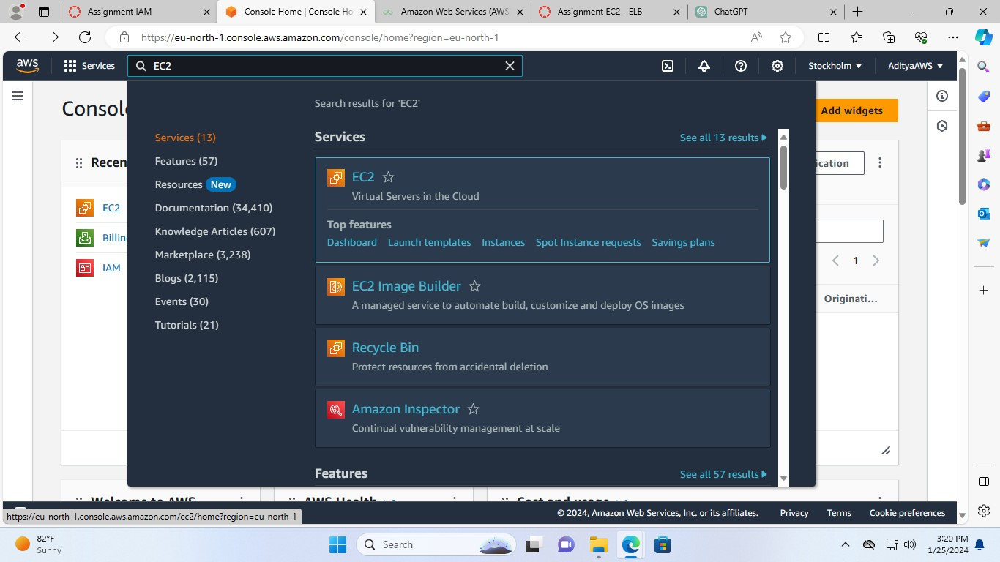 Assignment IAM
Console Home | Console Ho
Amazon Web Services (AWS
Assignment EC2 - ELB
ChatGPT
https://eu-north-1.console.aws.amazon.com/console/home?region=eu-north-1
aws
Services
EC2
Stockholm
AdityaAWS
Consol
Add widgets
Search results for 'EC2'
Services (13)
Features (57)
Resources New
Documentation (34,410)
Knowledge Articles (607)
Marketplace (3,238)
Blogs (2,115)
Events (30)
Tutorials (21)
Services
See all 13 results
EC2
Virtual Servers in the Cloud
Top features
Dashboard Launch templates Instances Spot Instance requests Savings plans
EC2 Image Builder
A managed service to automate build, customize and deploy OS images
Recycle Bin
Protect resources from accidental deletion
Amazon Inspector
Continual vulnerability management at scale
Features
See all 57 results
Recen
EC2
Billing
IAM
ication
1
Originati...
Welcome to AWS
AWS Health
Cost and usage
© 2024, Amazon Web Services, Inc. or its affiliates.
Privacy
Terms
Cookie preferences
https://eu-north-1.console.aws.amazon.com/ec2/home?region=eu-north-1
82°F
Sunny
Search
3:20 PM
1/25/2024